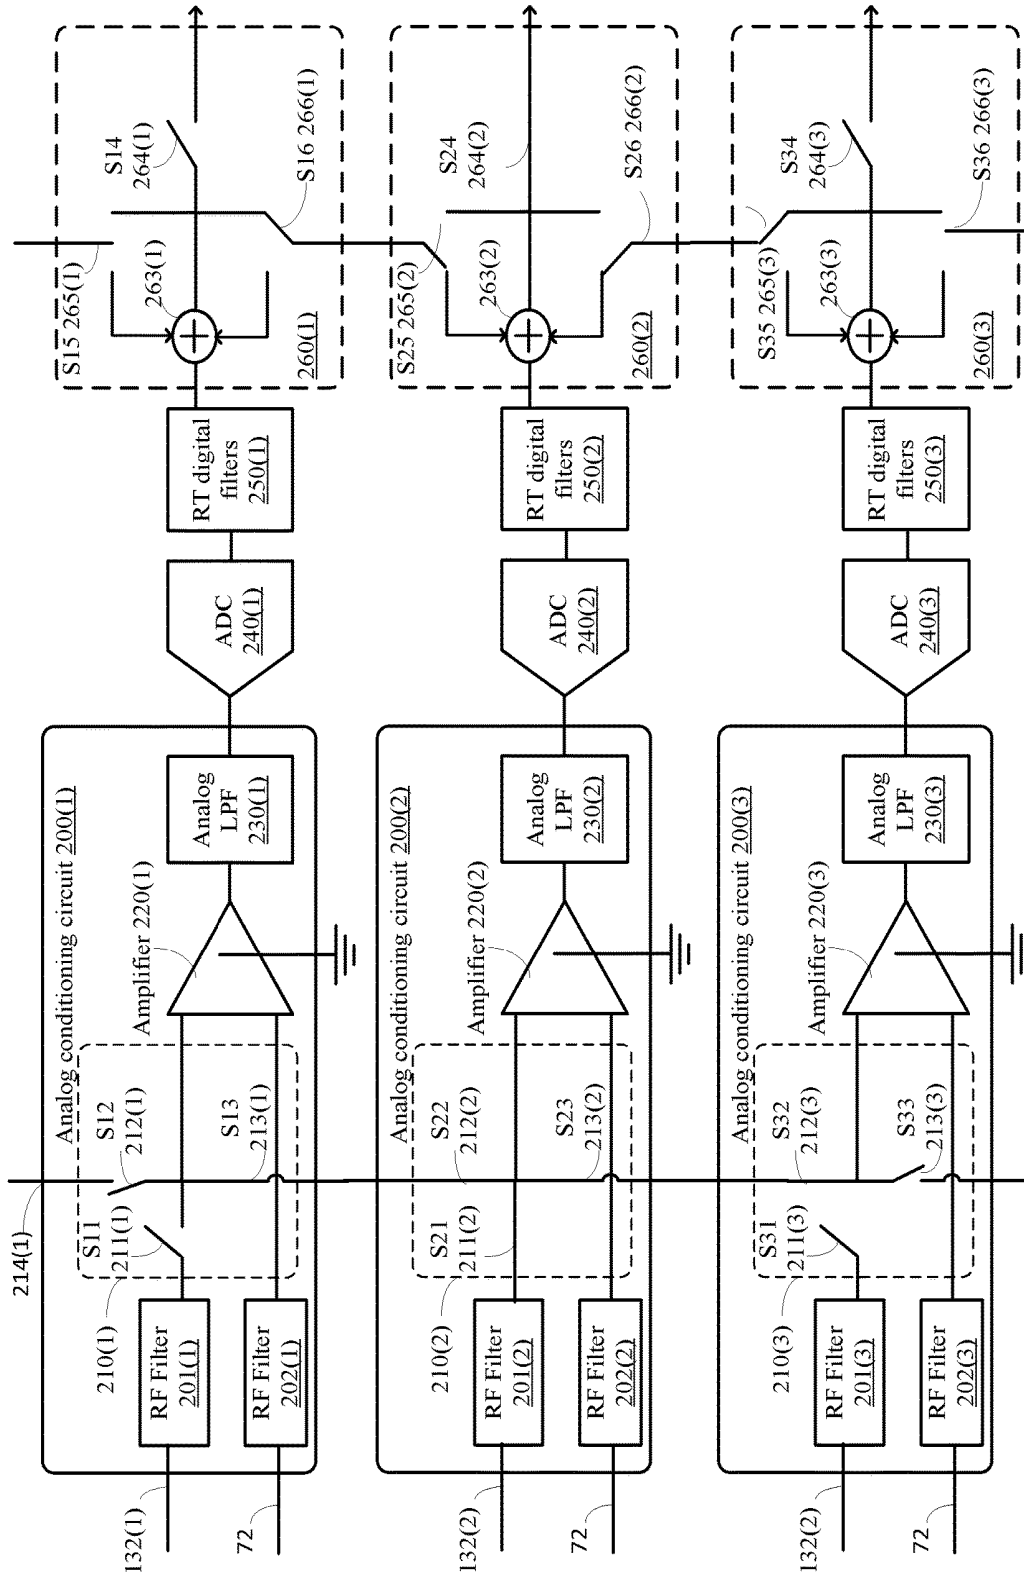 214(1)
Analog conditioning circuit 200(1)
210(1)
S11
211(1)
S12
212(1)
S13
213(1)
132(1)
72
RF Filter
201(1)
RF Filter
202(1)
Amplifier 220(1)
Analog
LPF
230(1)
ADC
240(1)
RT digital
filters
250(1)
S15 265(1)
263(1)
S14
264(1)
S16 266(1)
260(1)
Analog conditioning circuit 200(2)
210(2)
S21
211(2)
S22
212(2)
S23
213(2)
132(2)
72
RF Filter
201(2)
RF Filter
202(2)
Amplifier 220(2)
Analog
LPF
230(2)
ADC
240(2)
RT digital
filters
250(2)
S25 265(2)
263(2)
S24
264(2)
S26 266(2)
260(2)
Analog conditioning circuit 200(3)
210(3)
S31
211(3)
S32
212(3)
S33
213(3)
132(2)
72
RF Filter
201(3)
RF Filter
202(3)
Amplifier 220(3)
Analog
LPF
230(3)
ADC
240(3)
RT digital
filters
250(3)
S35 265(3)
263(3)
S34
264(3)
S36 266(3)
260(3)